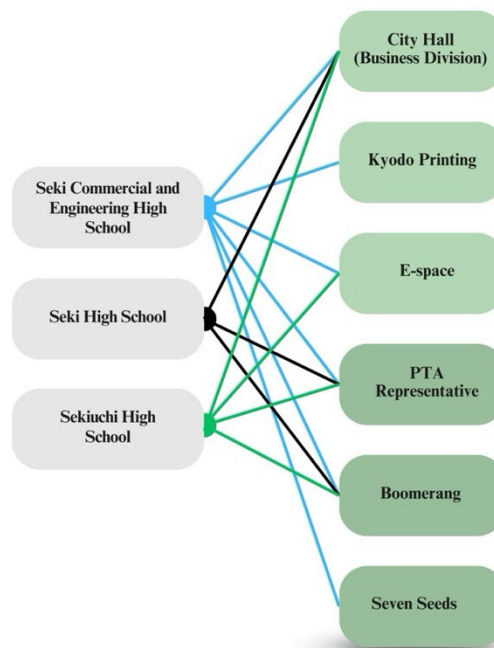 Seki Commercial and
Engineering High
School
Seki High School
Sekiuchi High
School
City Hall
(Business Division)
Kyodo Printing
E-space
PTA
Representative
Boomerang
Seven Seeds